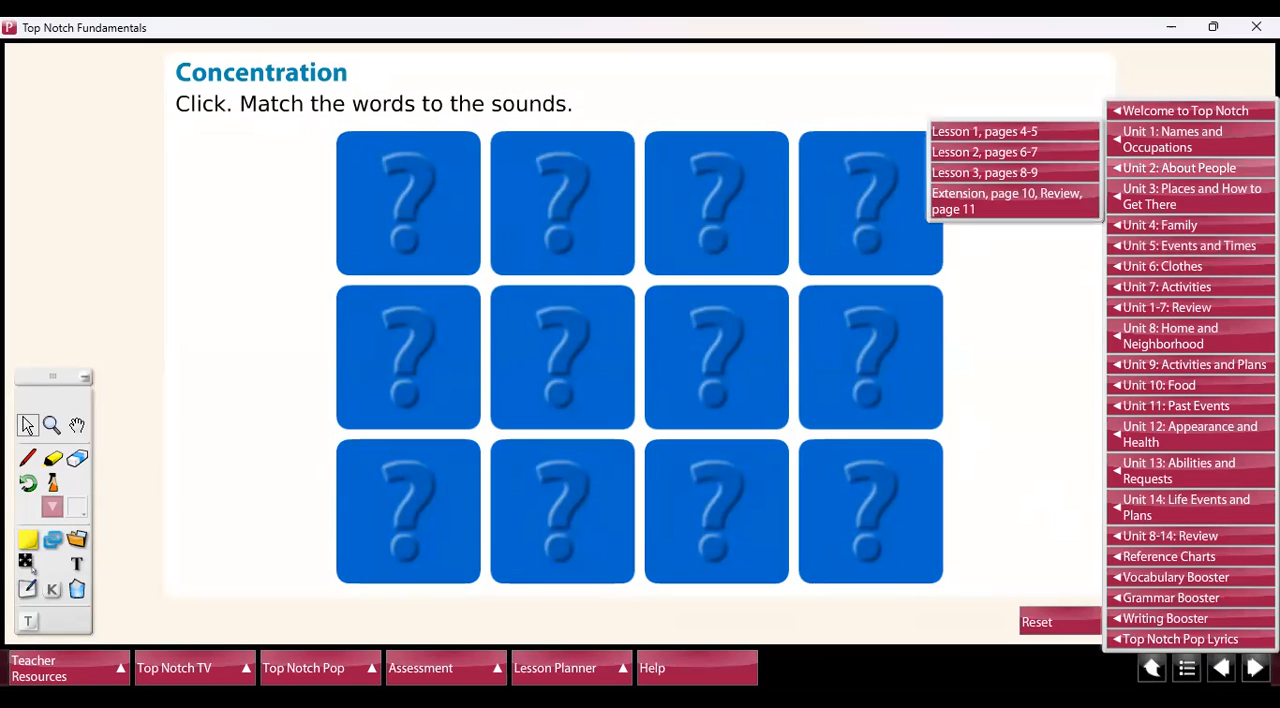 Top Notch Fundamentals
Concentration
Click. Match the words to the sounds.
? ? ? ?
? ? ? ?
? ? ? ?
Lesson 1, pages 4-5
Lesson 2, pages 6-7
Lesson 3, pages 8-9
Extension, page 10, Review,
page 11
Welcome to Top Notch
Unit 1: Names and
Occupations
Unit 2: About People
Unit 3: Places and How to
Get There
Unit 4: Family
Unit 5: Events and Times
Unit 6: Clothes
Unit 7: Activities
Unit 1-7: Review
Unit 8: Home and
Neighborhood
Unit 9: Activities and Plans
Unit 10: Food
Unit 11: Past Events
Unit 12: Appearance and
Health
Unit 13: Abilities and
Requests
Unit 14: Life Events and
Plans
Unit 8-14: Review
Reference Charts
Vocabulary Booster
Grammar Booster
Writing Booster
Top Notch Pop Lyrics
T
K
T
Reset
Teacher
Resources
Top Notch TV
Top Notch Pop
Assessment
Lesson Planner
Help